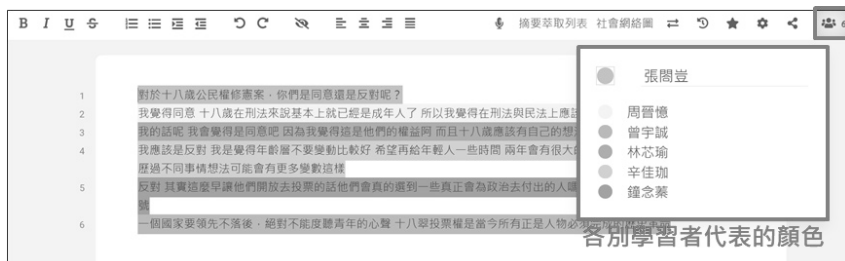 B I U S
摘要萃取列表 社會網絡圖
6
張閎豈
周晉憶
曾宇誠
林芯瑜
辛佳珈
鐘念蓁
1 對於十八歲公民權修憲案，你們是同意還是反對呢？
2 我覺得同意 十八歲在刑法來說基本上就已經是成年人了 所以我覺得在刑法與民法上應該
3 我的話呢 我會覺得是同意吧 因為我覺得這是他們的權益阿 而且十八歲應該有自己的想
4 我應該是反對 我是覺得年齡層不要變動比較好 希望再給年輕人一些時間 兩年會有很大
歷過不同事情想法可能會有更多變數這樣
5 反對 其實這麼早讓他們開放去投票的話他們會真的選到一些真正會為政治去付出的人嗎
號
6 一個國家要領先不落後，絕對不能度聽青年的心聲 十八翠投票權是當今所有正是人物必須
各別學習者代表的顏色